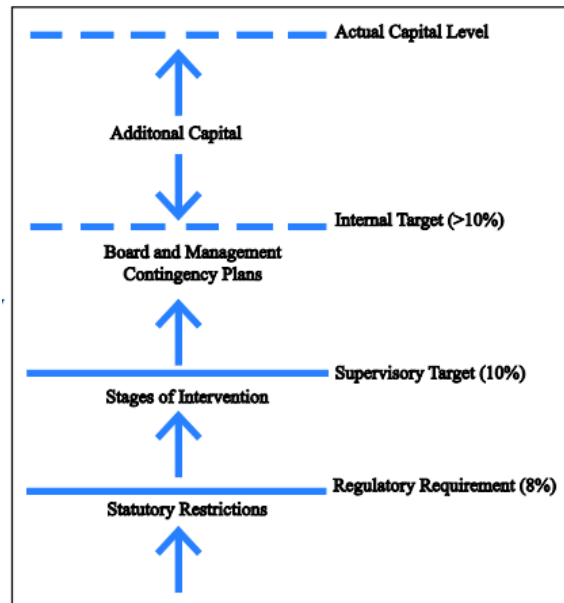 Actual Capital Level
Additonal Capital
Internal Target (>10%)
Board and Management
Contingency Plans
Supervisory Target (10%)
Stages of Intervention
Regulatory Requirement (8%)
Statutory Restrictions